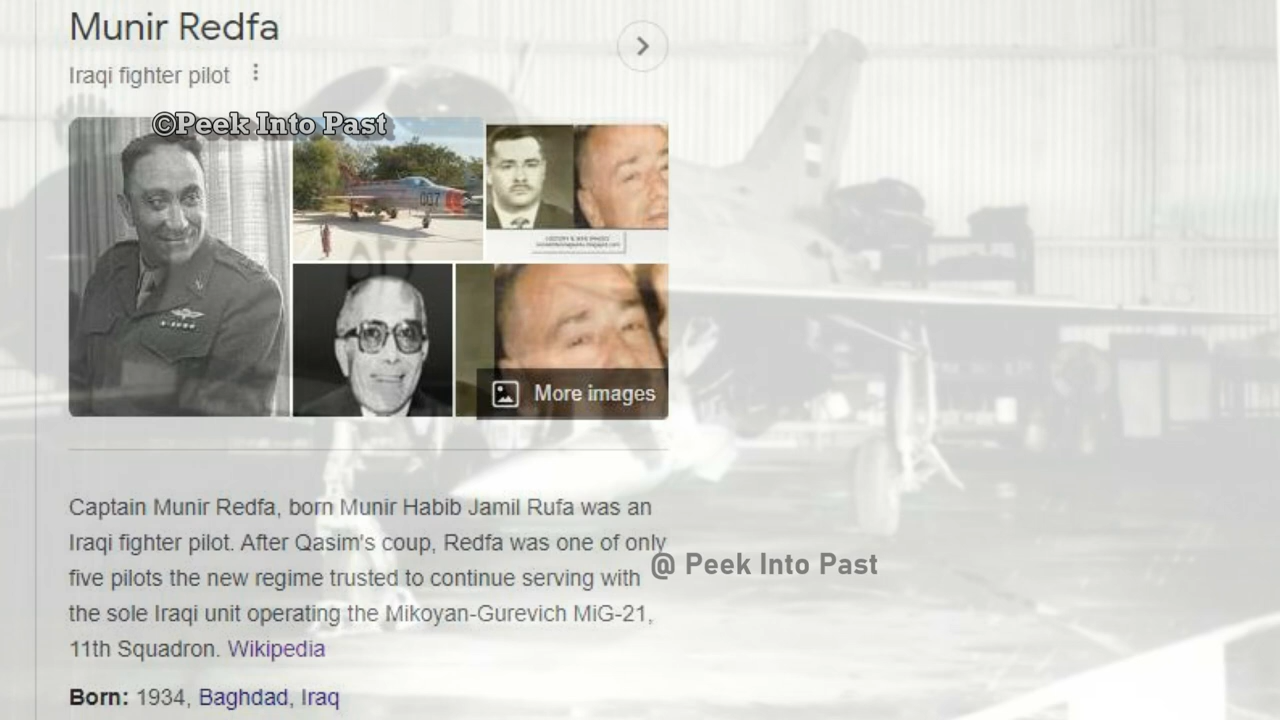 Munir Redfa
Iraqi fighter pilot
©Peek Into Past
007
More images
Captain Munir Redfa, born Munir Habib Jamil Rufa was an
Iraqi fighter pilot. After Qasim's coup, Redfa was one of only
five pilots the new regime trusted to continue serving with
the sole Iraqi unit operating the Mikoyan-Gurevich MiG-21,
11th Squadron. Wikipedia
@ Peek Into Past
Born: 1934, Baghdad, Iraq